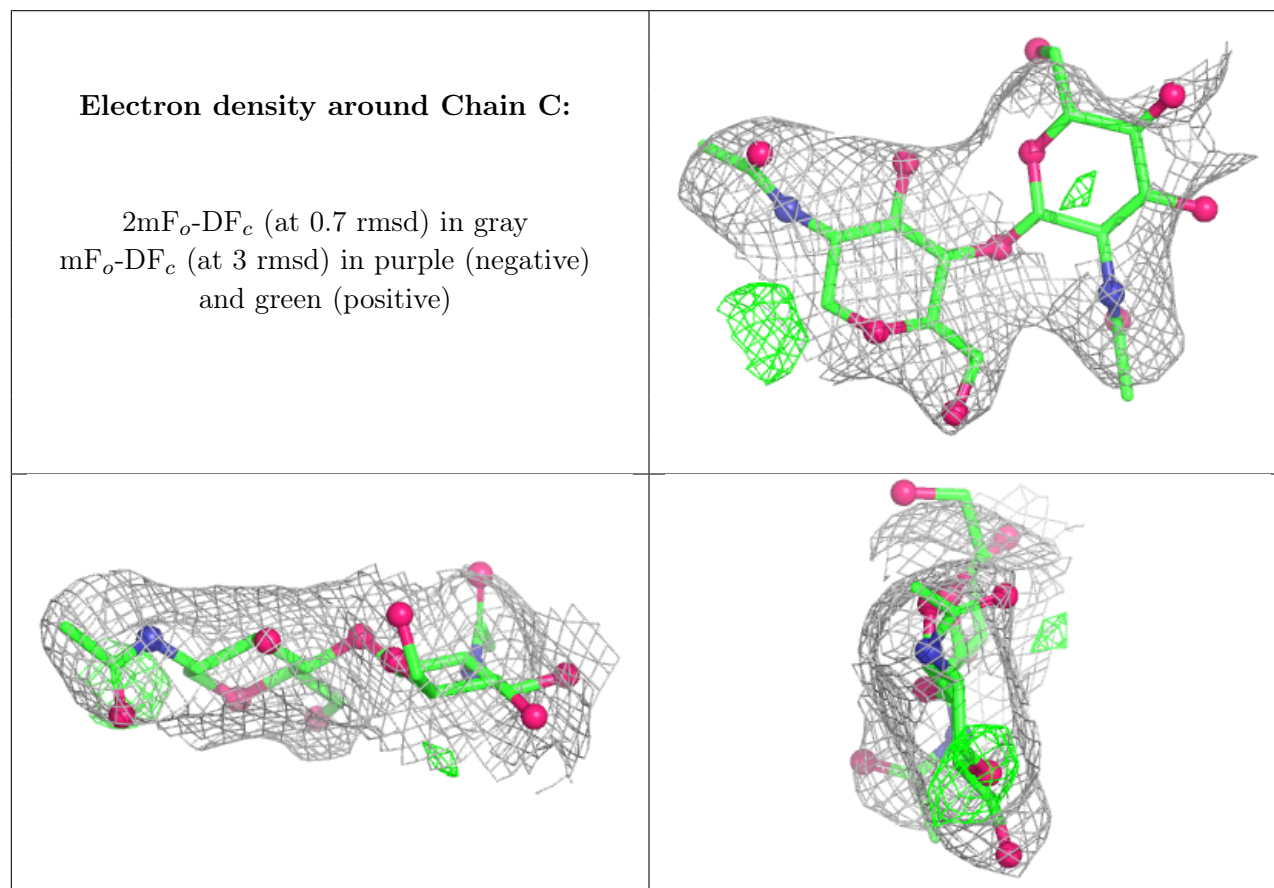 Electron density around Chain C:
2mFo-DFc (at 0.7 rmsd) in gray
mFo-DFc (at 3 rmsd) in purple (negative)
and green (positive)